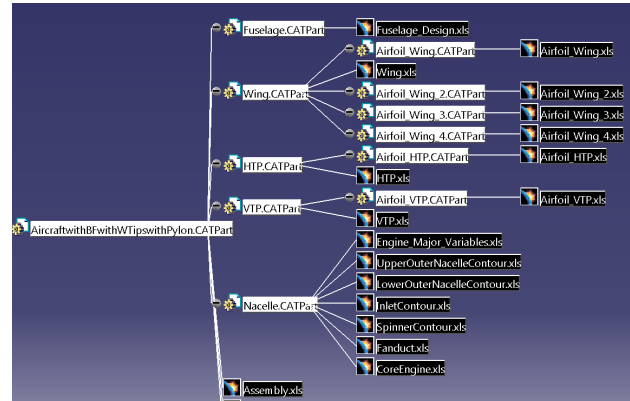 Fuselage.CATPart Fuselage_Design.xls
Airfoil_Wing.CATPart Airfoil_Wing.xls
Wing.xls
Wing.CATPart Airfoil_Wing_2.CATPart Airfoil_Wing_2.xls
Airfoil_Wing_3.CATPart Airfoil_Wing_3.xls
Airfoil_Wing_4.CATPart Airfoil_Wing_4.xls
HTP.CATPart Airfoil_HTP.CATPart Airfoil_HTP.xls
HTP.xls
VTP.CATPart Airfoil_VTP.CATPart Airfoil_VTP.xls
VTP.xls
AircraftwithBFwithWTipswithPylon.CATPart
Engine_Major_Variables.xls
UpperOuterNacelleContour.xls
LowerOuterNacelleContour.xls
Nacelle.CATPart InletContour.xls
SpinnerContour.xls
Fanduct.xls
CoreEngine.xls
Assembly.xls